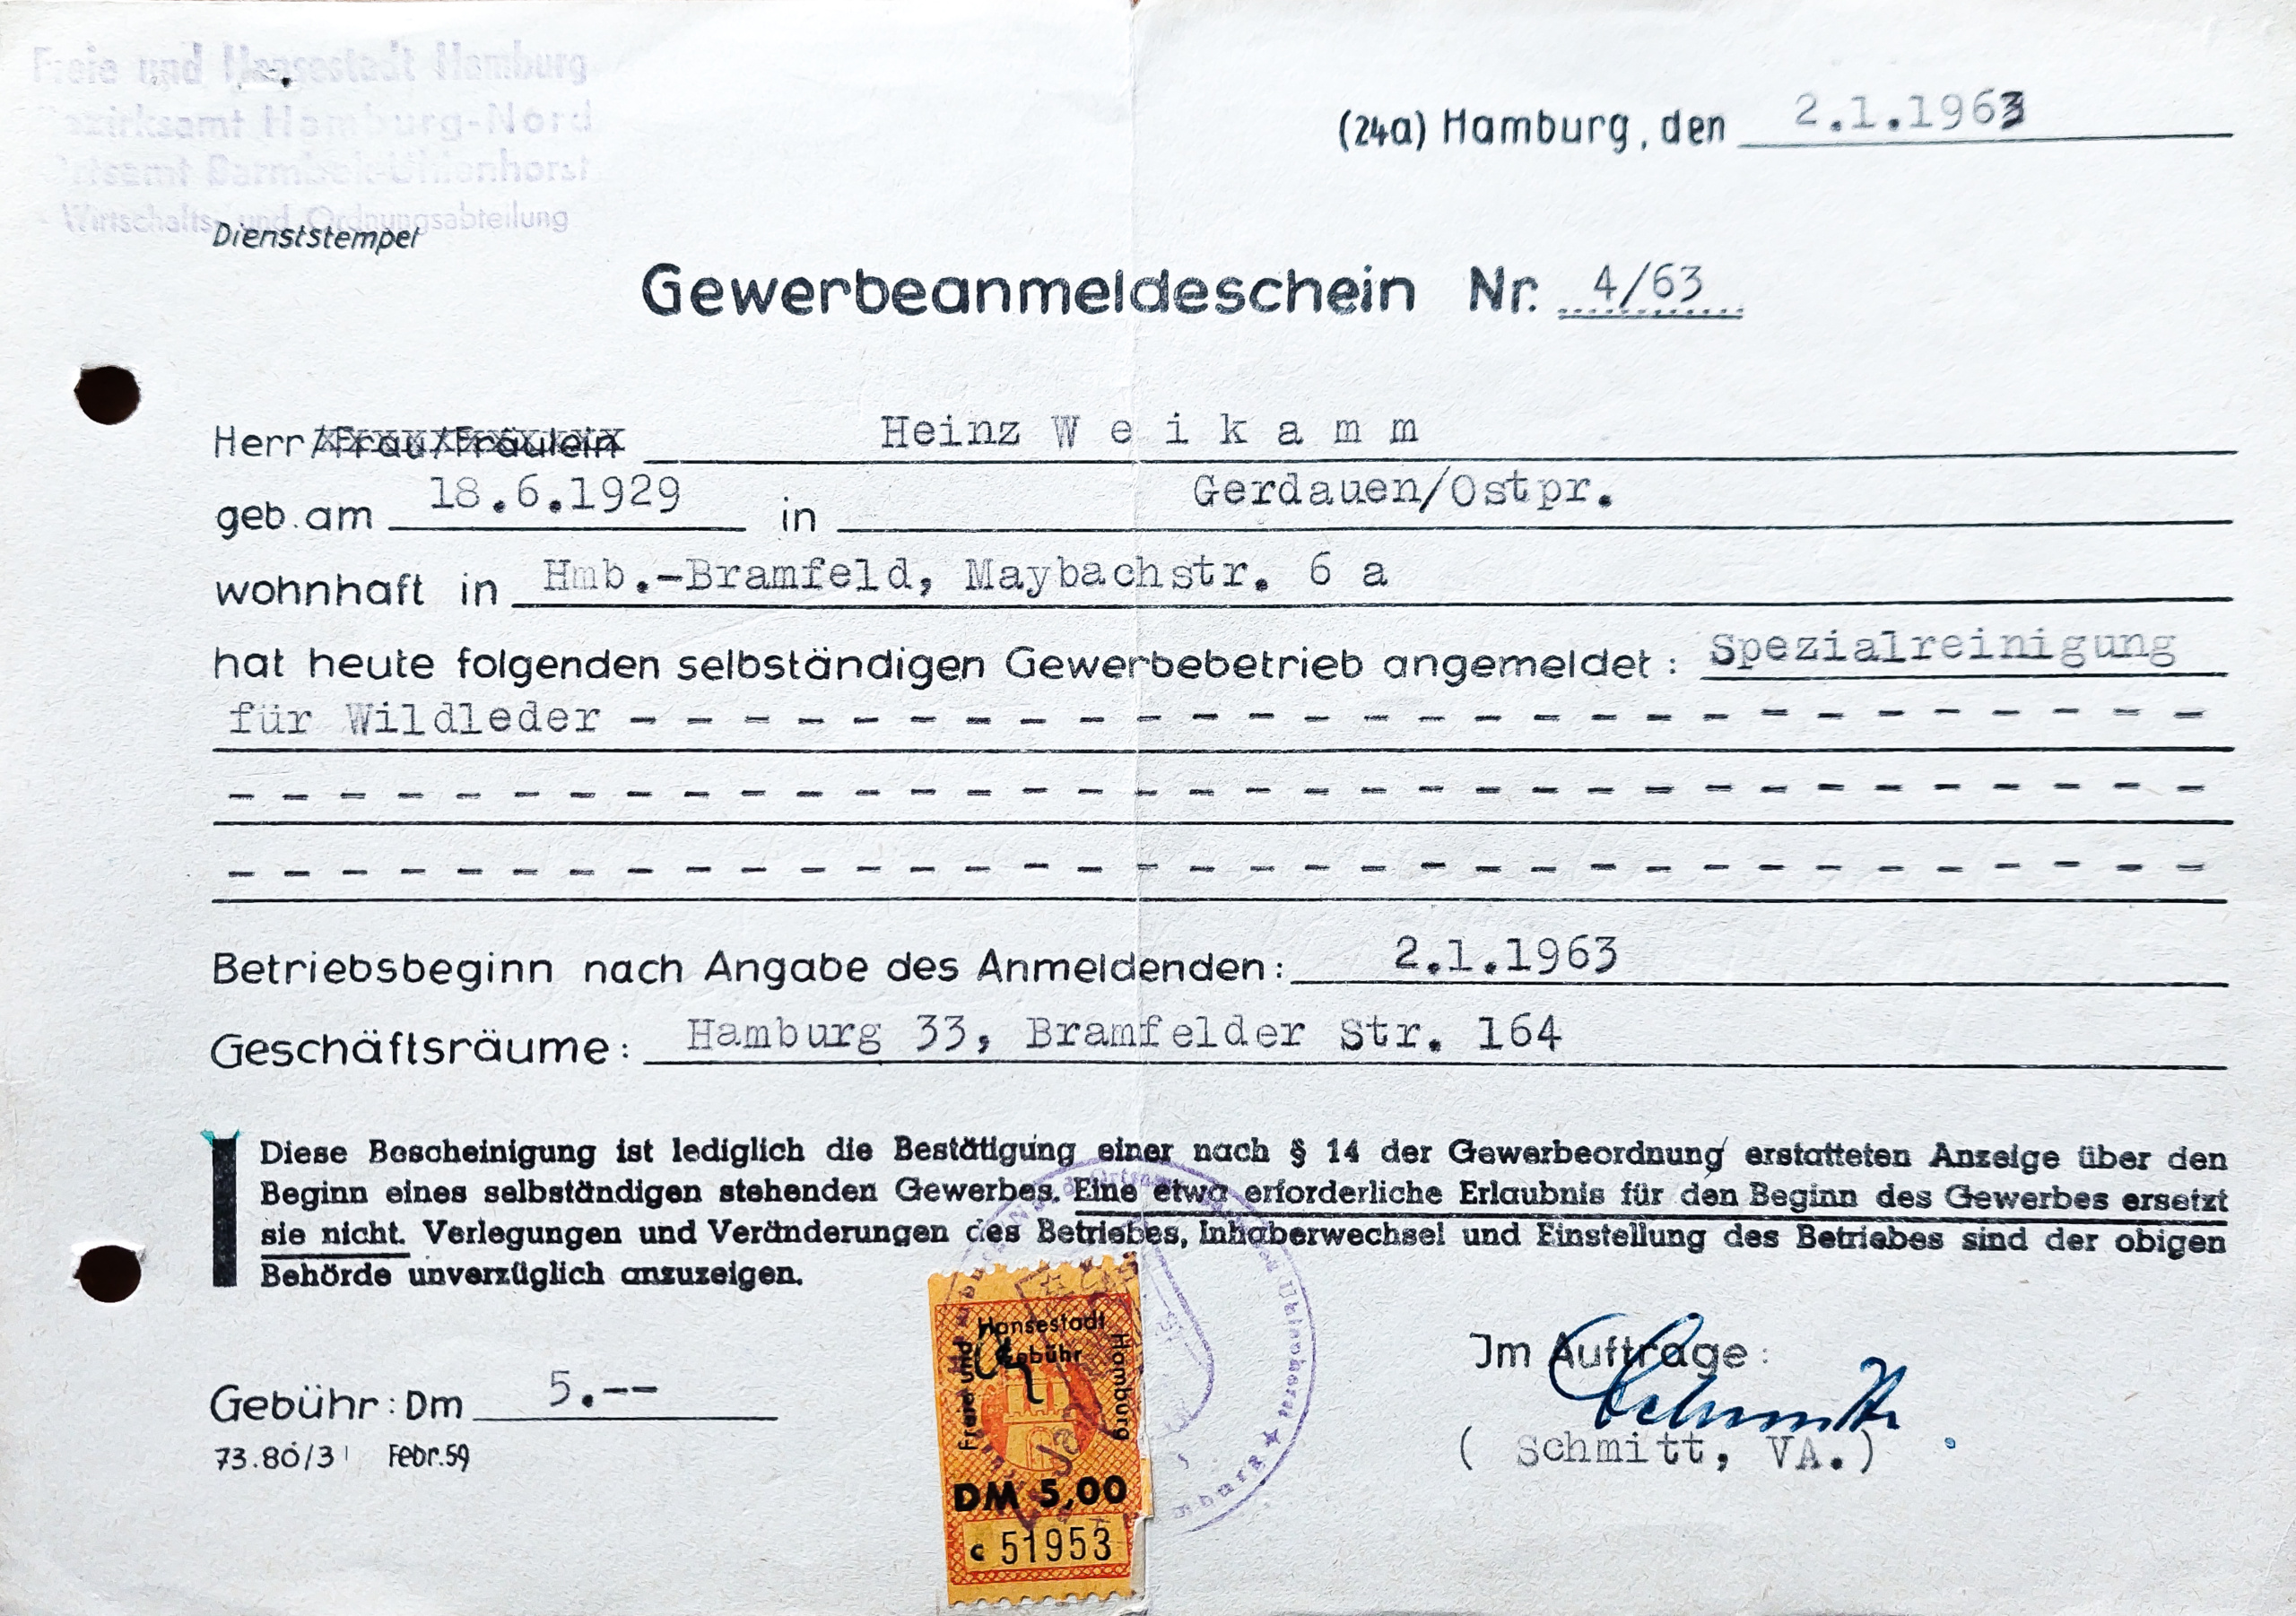 Freie und Hansestadt Hamburg
Bezirksamt Hamburg-Nord
Ortsamt Barmbek-Uhlenhorst
- Wirtschafts- und Ordnungsabteilung
Dienststempel
(24a) Hamburg, den 2.1.1963
Gewerbeanmeldeschein Nr. 4/63
Herr/Frau/Fräulein Heinz W e i k a m m
geb. am 18.6.1929 in Gerdauen/Ostpr.
wohnhaft in Hmb.-Bramfeld, Maybachstr. 6 a
hat heute folgenden selbständigen Gewerbebetrieb angemeldet: Spezialreinigung
für Wildleder - - - - - - - - - - - - - - - - - - - - - - - - - - - -
- - - - - - - - - - - - - - - - - - - - - - - - - - - - - - - - - - -
- - - - - - - - - - - - - - - - - - - - - - - - - - - - - - - - - - -
Betriebsbeginn nach Angabe des Anmeldenden: 2.1.1963
Geschäftsräume: Hamburg 33, Bramfelder Str. 164
Diese Bescheinigung ist lediglich die Bestätigung einer nach § 14 der Gewerbeordnung erstatteten Anzeige über den
Beginn eines selbständigen stehenden Gewerbes. Eine etwa erforderliche Erlaubnis für den Beginn des Gewerbes ersetzt
sie nicht. Verlegungen und Veränderungen des Betriebes, Inhaberwechsel und Einstellung des Betriebes sind der obigen
Behörde unverzüglich anzuzeigen.
Gebühr: Dm 5.--
73.80/31 Febr. 59
Freie und Hansestadt Hamburg
Gebühr
DM 5,00
c 51953
Uhlenhorst
Im Auftrage:
Schmitt
( Schmitt, VA.)